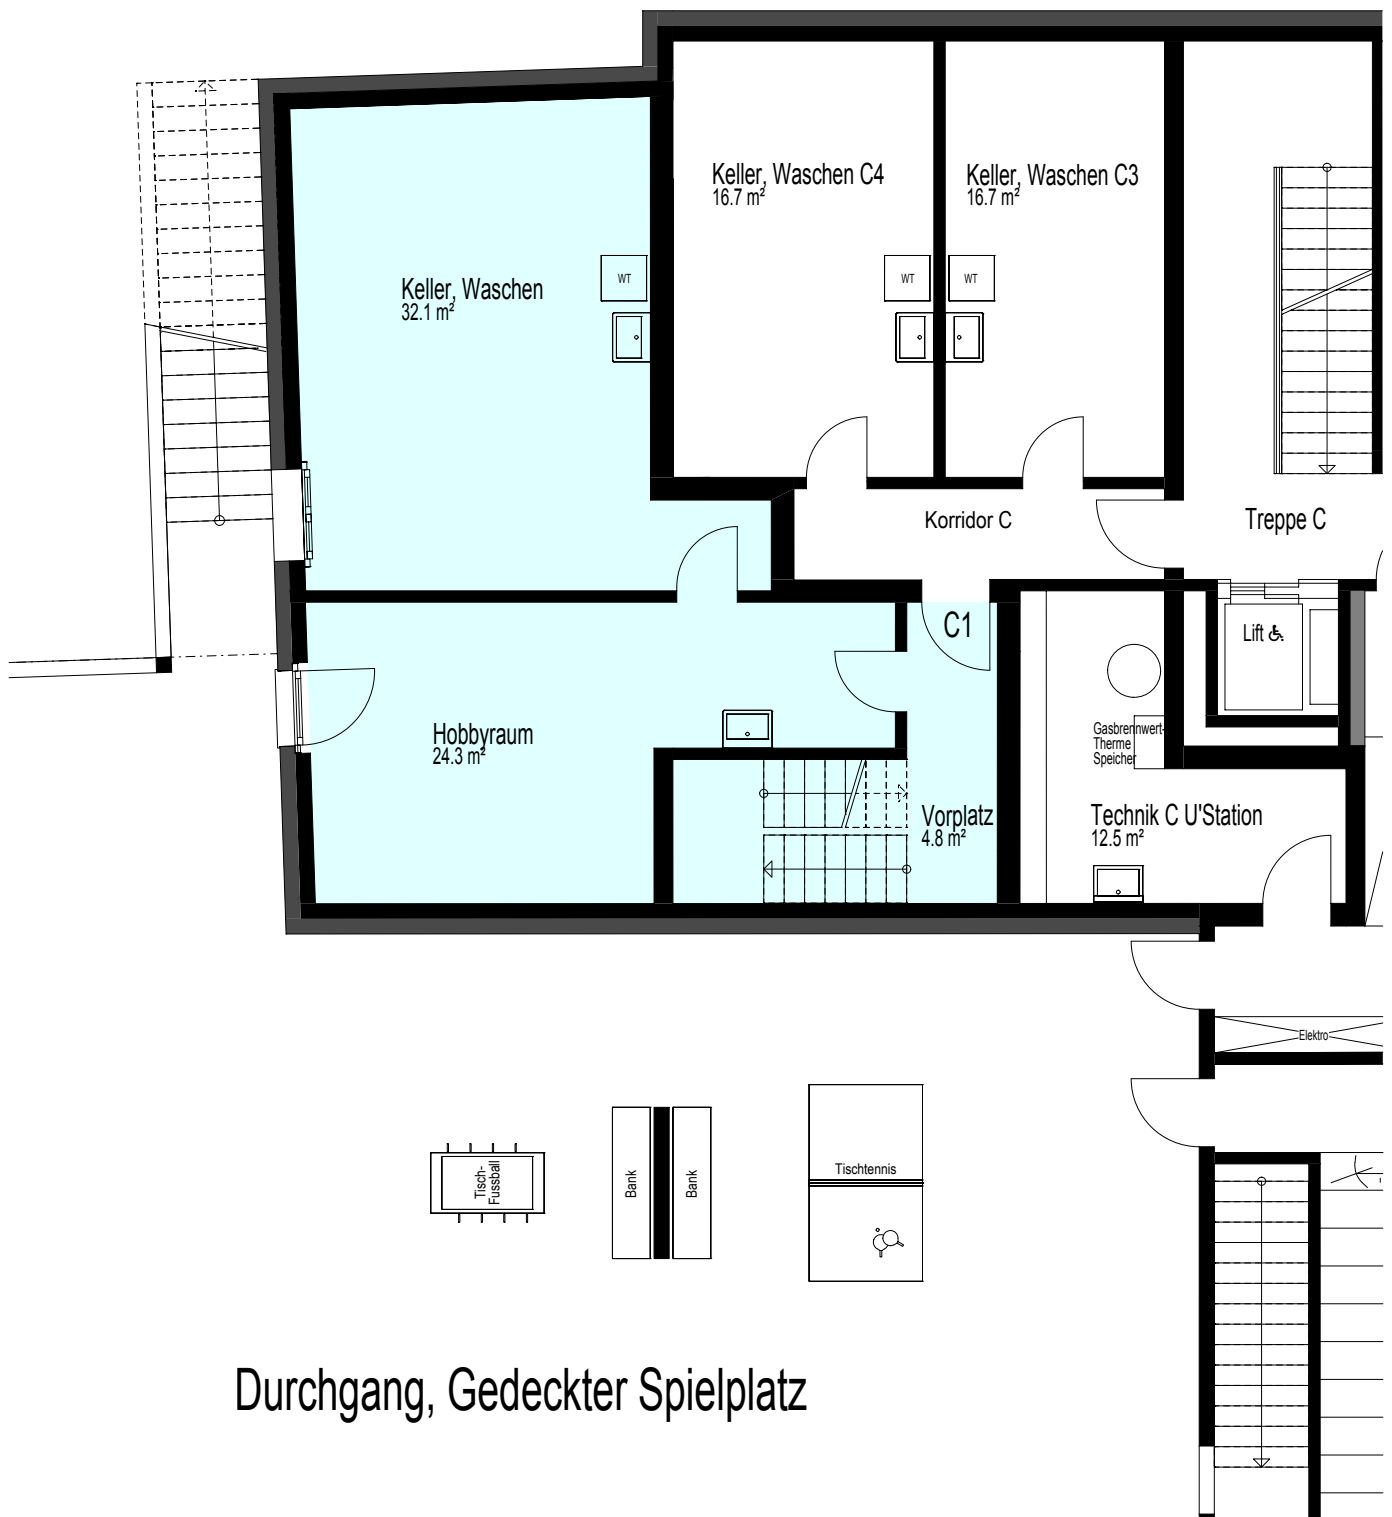 Keller, Waschen C4
16.7 m²
Keller, Waschen C3
16.7 m²
Keller, Waschen
32.1 m²
WT
WT
WT
Korridor C
Treppe C
C1
Lift
Hobbyraum
24.3 m²
Gasbrennwert-
Therme
Speicher
Vorplatz
4.8 m²
Technik C U'Station
12.5 m²
Elektro
Tisch-
Fussball
Bank
Bank
Tischtennis
Durchgang, Gedeckter Spielplatz